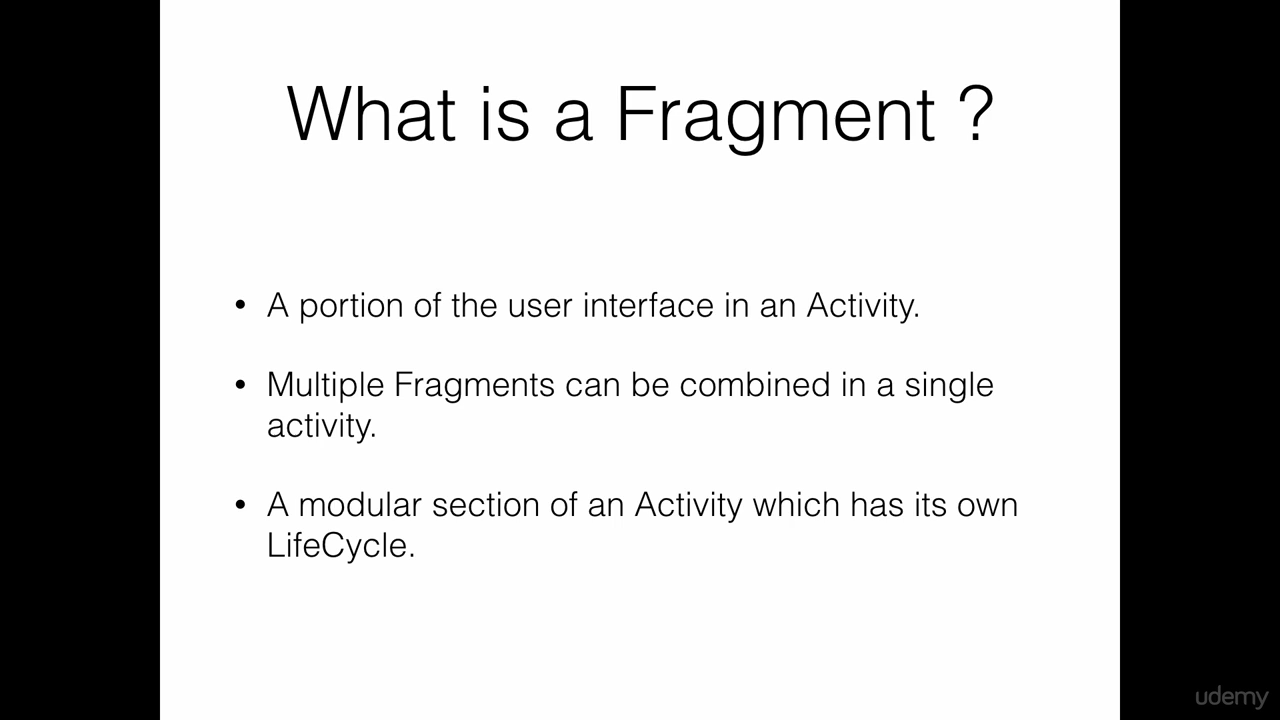 What is a Fragment ?
• A portion of the user interface in an Activity.
• Multiple Fragments can be combined in a single
activity.
• A modular section of an Activity which has its own
LifeCycle.
udemy